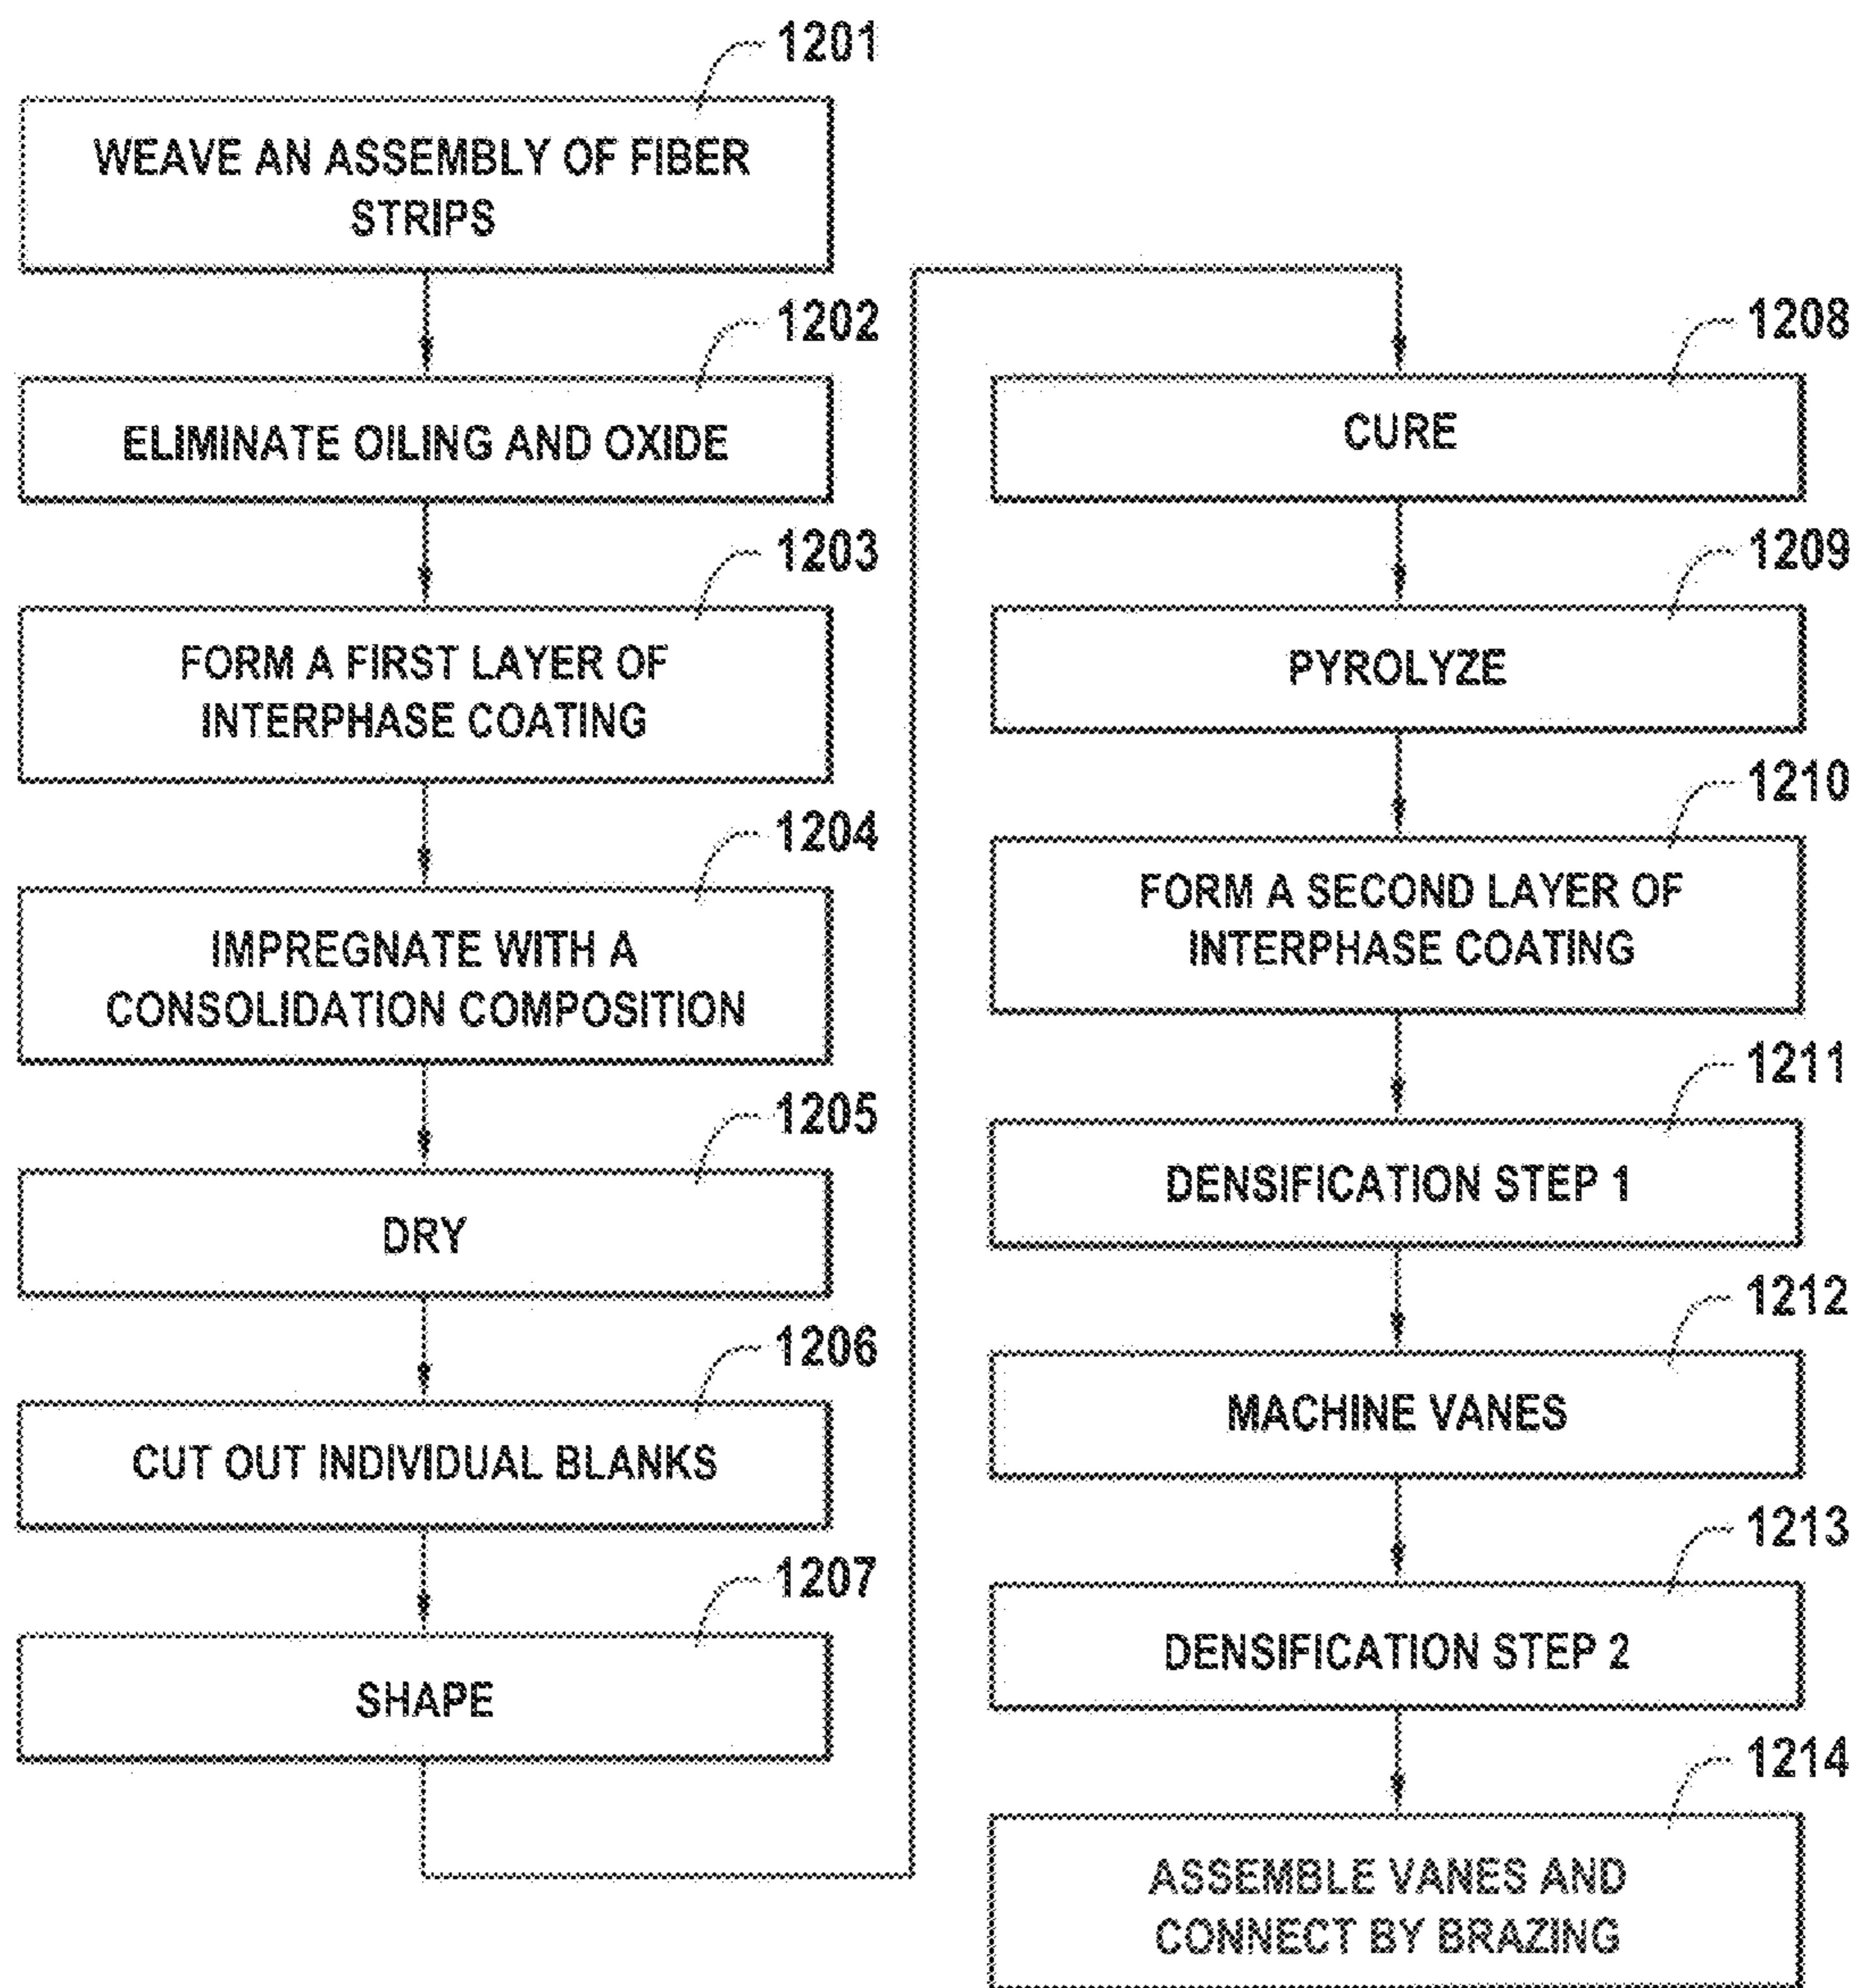 1201
WEAVE AN ASSEMBLY OF FIBER
STRIPS
1202
ELIMINATE OILING AND OXIDE
1203
FORM A FIRST LAYER OF
INTERPHASE COATING
1204
IMPREGNATE WITH A
CONSOLIDATION COMPOSITION
1205
DRY
1206
CUT OUT INDIVIDUAL BLANKS
1207
SHAPE
1208
CURE
1209
PYROLYZE
1210
FORM A SECOND LAYER OF
INTERPHASE COATING
1211
DENSIFICATION STEP 1
1212
MACHINE VANES
1213
DENSIFICATION STEP 2
1214
ASSEMBLE VANES AND
CONNECT BY BRAZING